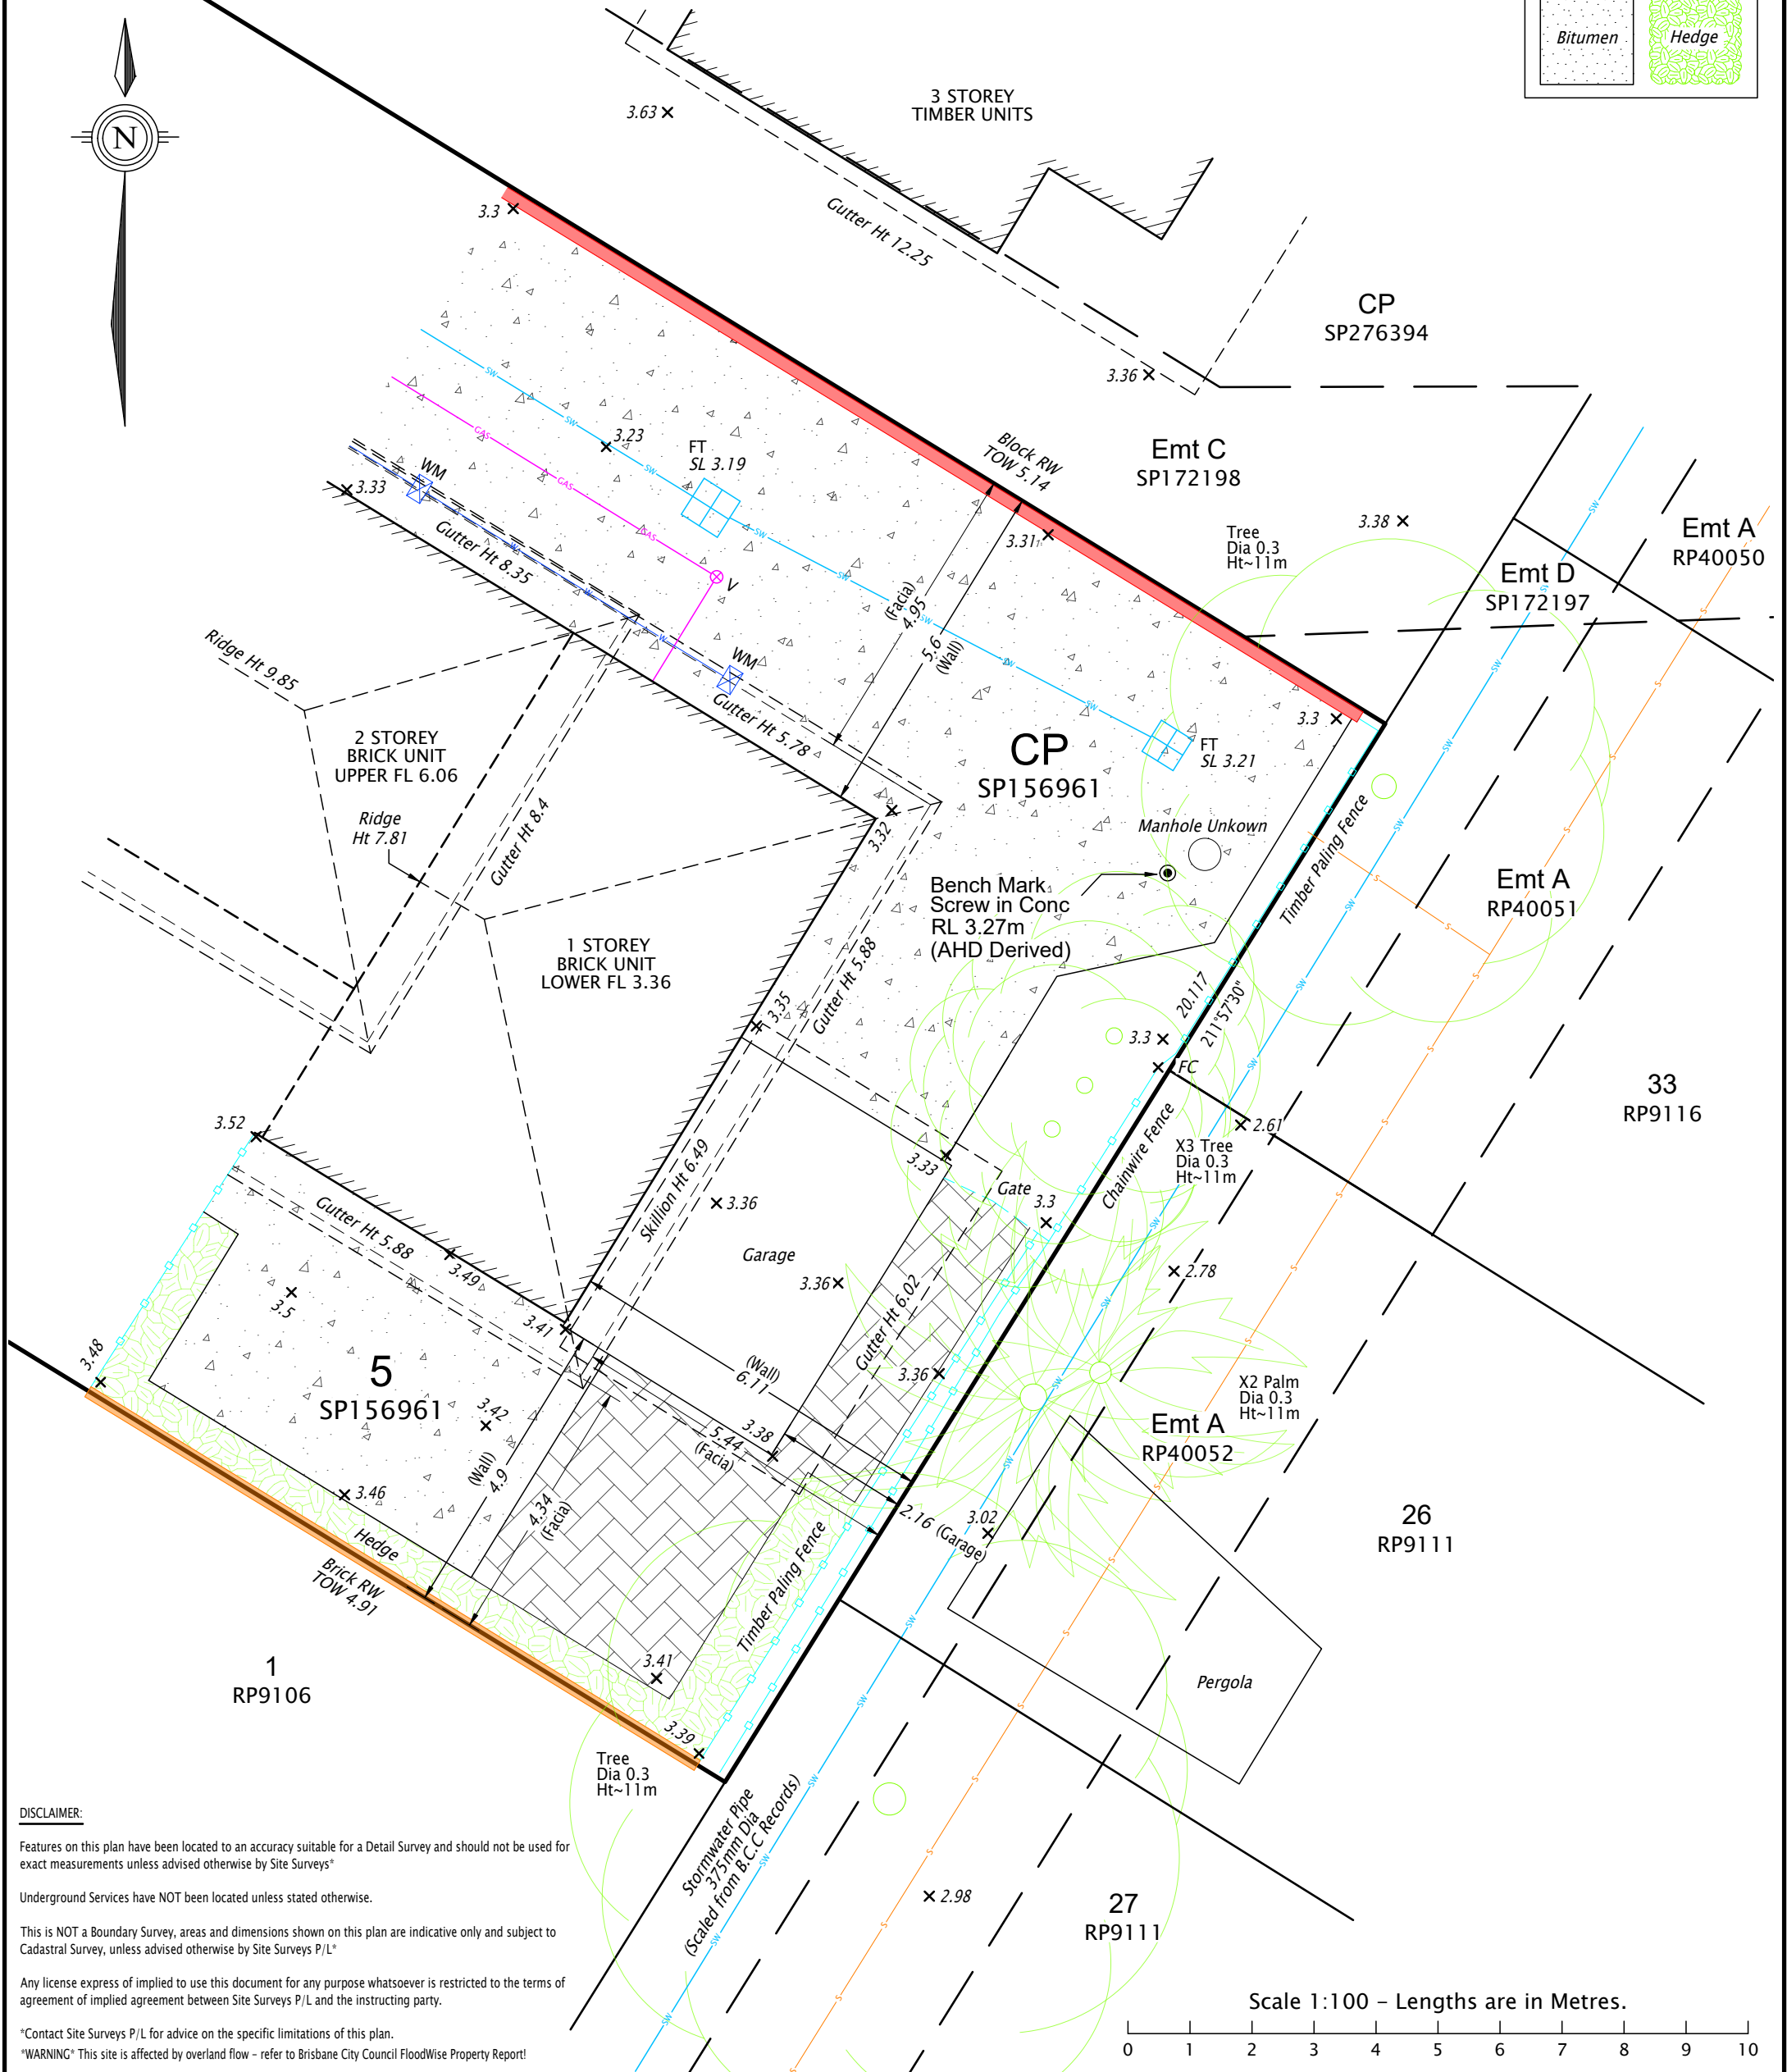 Bitumen
Hedge
N
3 STOREY
TIMBER UNITS
3.63
3.3
Gutter Ht 12.25
CP
SP276394
3.36
Block RW
TOW 5.14
Emt C
SP172198
3.38
Emt A
RP40050
Tree
Dia 0.3
Ht~11m
Emt D
SP172197
SW
GAS
3.23
FT
SL 3.19
WM
3.33
Gutter Ht 8.35
V
3.31
(Facia)
4.95
5.6
(Wall)
WM
Gutter Ht 5.78
Ridge Ht 9.85
2 STOREY
BRICK UNIT
UPPER FL 6.06
Ridge
Ht 7.81
Gutter Ht 8.4
CP
SP156961
3.3
FT
SL 3.21
3.32
Manhole Unkown
Timber Paling Fence
Bench Mark
Screw in Conc
RL 3.27m
(AHD Derived)
Emt A
RP40051
1 STOREY
BRICK UNIT
LOWER FL 3.36
Gutter Ht 5.88
3.35
20.117
211°57'30"
3.3
FC
33
RP9116
3.52
2.61
X3 Tree
Dia 0.3
Ht~11m
Chainwire Fence
3.33
Gate
3.3
Skillion Ht 6.49
3.36
Garage
3.36
Gutter Ht 5.88
3.49
3.5
3.41
2.78
Gutter Ht 6.02
3.36
3.48
5
SP156961
3.42
(Wall)
6.11
3.38
5.44
(Facia)
X2 Palm
Dia 0.3
Ht~11m
Emt A
RP40052
(Wall)
4.9
3.46
4.34
(Facia)
Hedge
Brick RW
TOW 4.91
2.16 (Garage)
3.02
26
RP9111
Timber Paling Fence
1
RP9106
3.41
Pergola
3.39
Tree
Dia 0.3
Ht~11m
Stormwater Pipe
375mm Dia
(Scaled from B.C.C Records)
2.98
27
RP9111
DISCLAIMER:
Features on this plan have been located to an accuracy suitable for a Detail Survey and should not be used for
exact measurements unless advised otherwise by Site Surveys*
Underground Services have NOT been located unless stated otherwise.
This is NOT a Boundary Survey, areas and dimensions shown on this plan are indicative only and subject to
Cadastral Survey, unless advised otherwise by Site Surveys P/L*
Any license express of implied to use this document for any purpose whatsoever is restricted to the terms of
agreement of implied agreement between Site Surveys P/L and the instructing party.
*Contact Site Surveys P/L for advice on the specific limitations of this plan.
*WARNING* This site is affected by overland flow – refer to Brisbane City Council FloodWise Property Report!
Scale 1:100 – Lengths are in Metres.
0 1 2 3 4 5 6 7 8 9 10